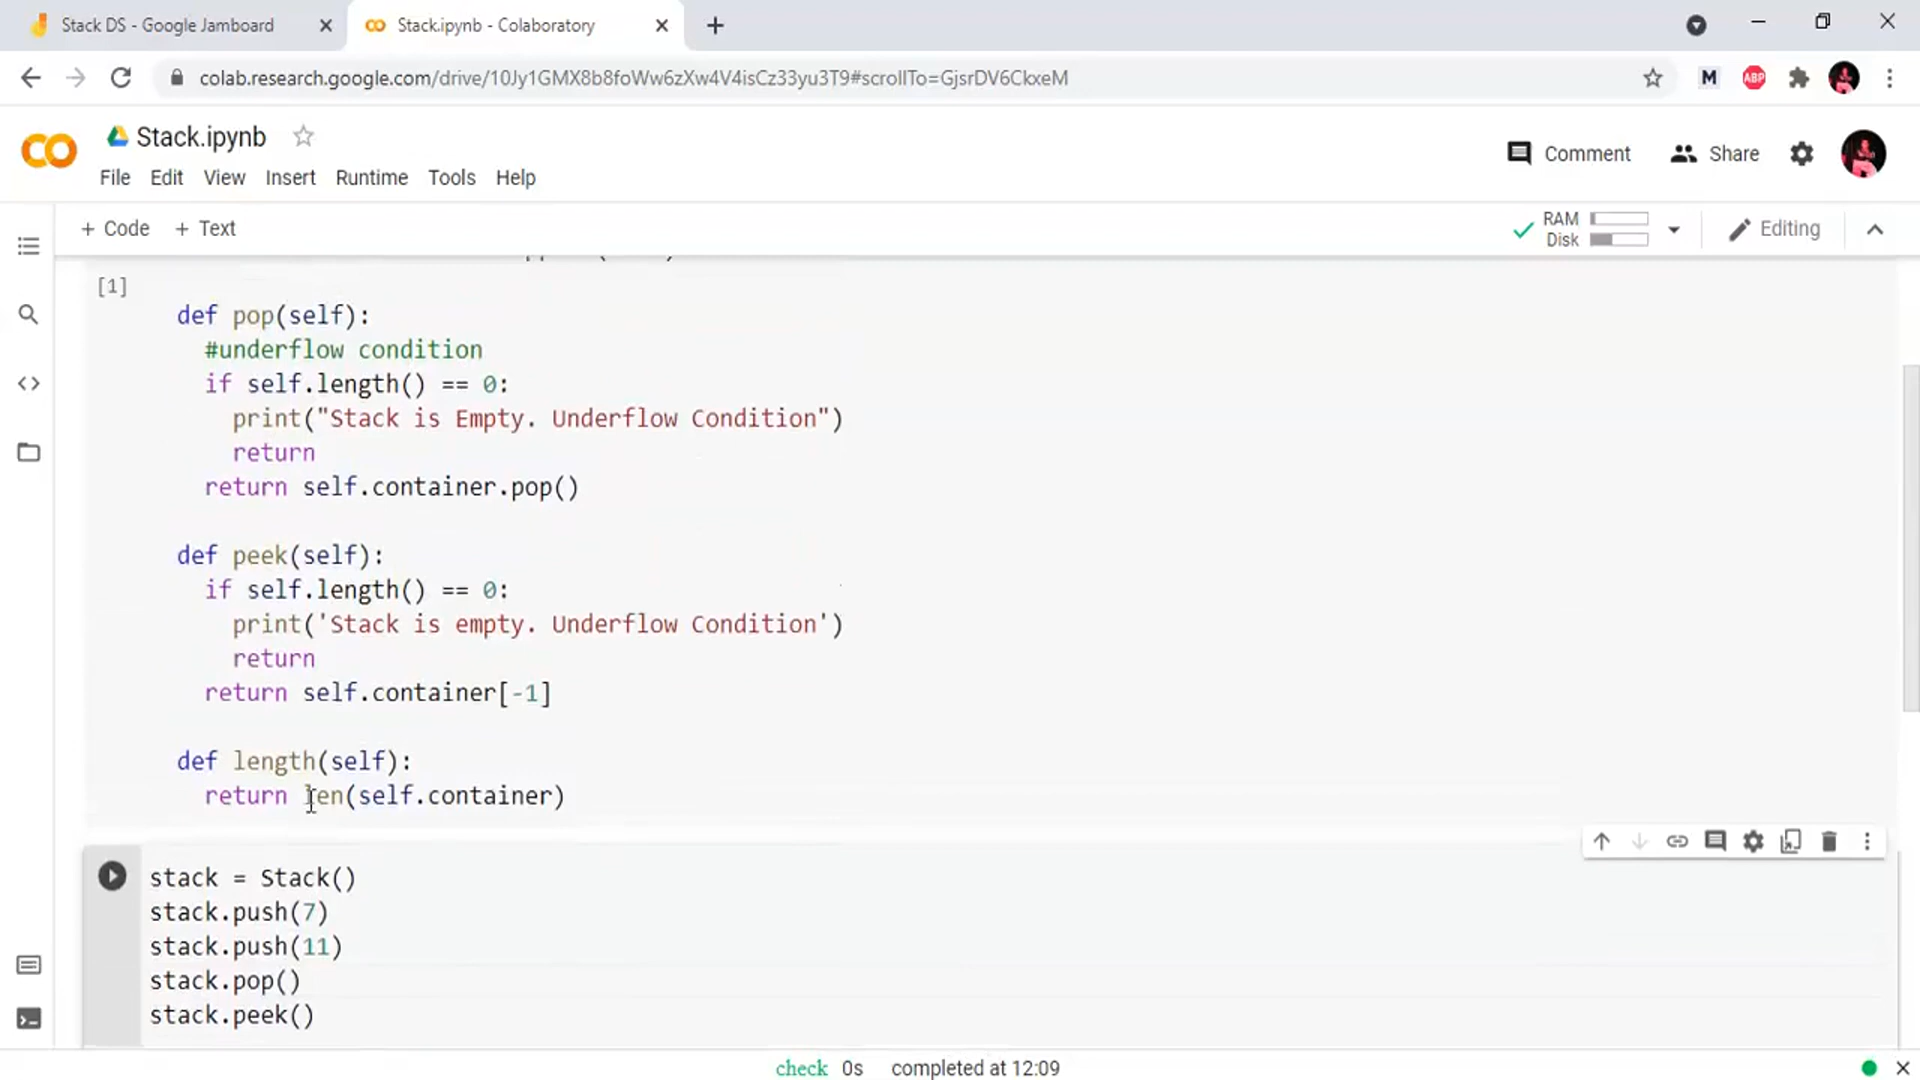 Stack DS - Google Jamboard
Stack.ipynb - Colaboratory
colab.research.google.com/drive/10Jy1GMX8b8foWw6zXw4V4isCz33yu3T9#scrollTo=GjsrDV6CkxeM
M
ABP
Stack.ipynb
Comment
Share
File Edit View Insert Runtime Tools Help
+ Code + Text
RAM
Disk
Editing
[1]
def pop(self):
#underflow condition
if self.length() == 0:
print("Stack is Empty. Underflow Condition")
return
return self.container.pop()
def peek(self):
if self.length() == 0:
print('Stack is empty. Underflow Condition')
return
return self.container[-1]
def length(self):
return len(self.container)
stack = Stack()
stack.push(7)
stack.push(11)
stack.pop()
stack.peek()
check 0s completed at 12:09